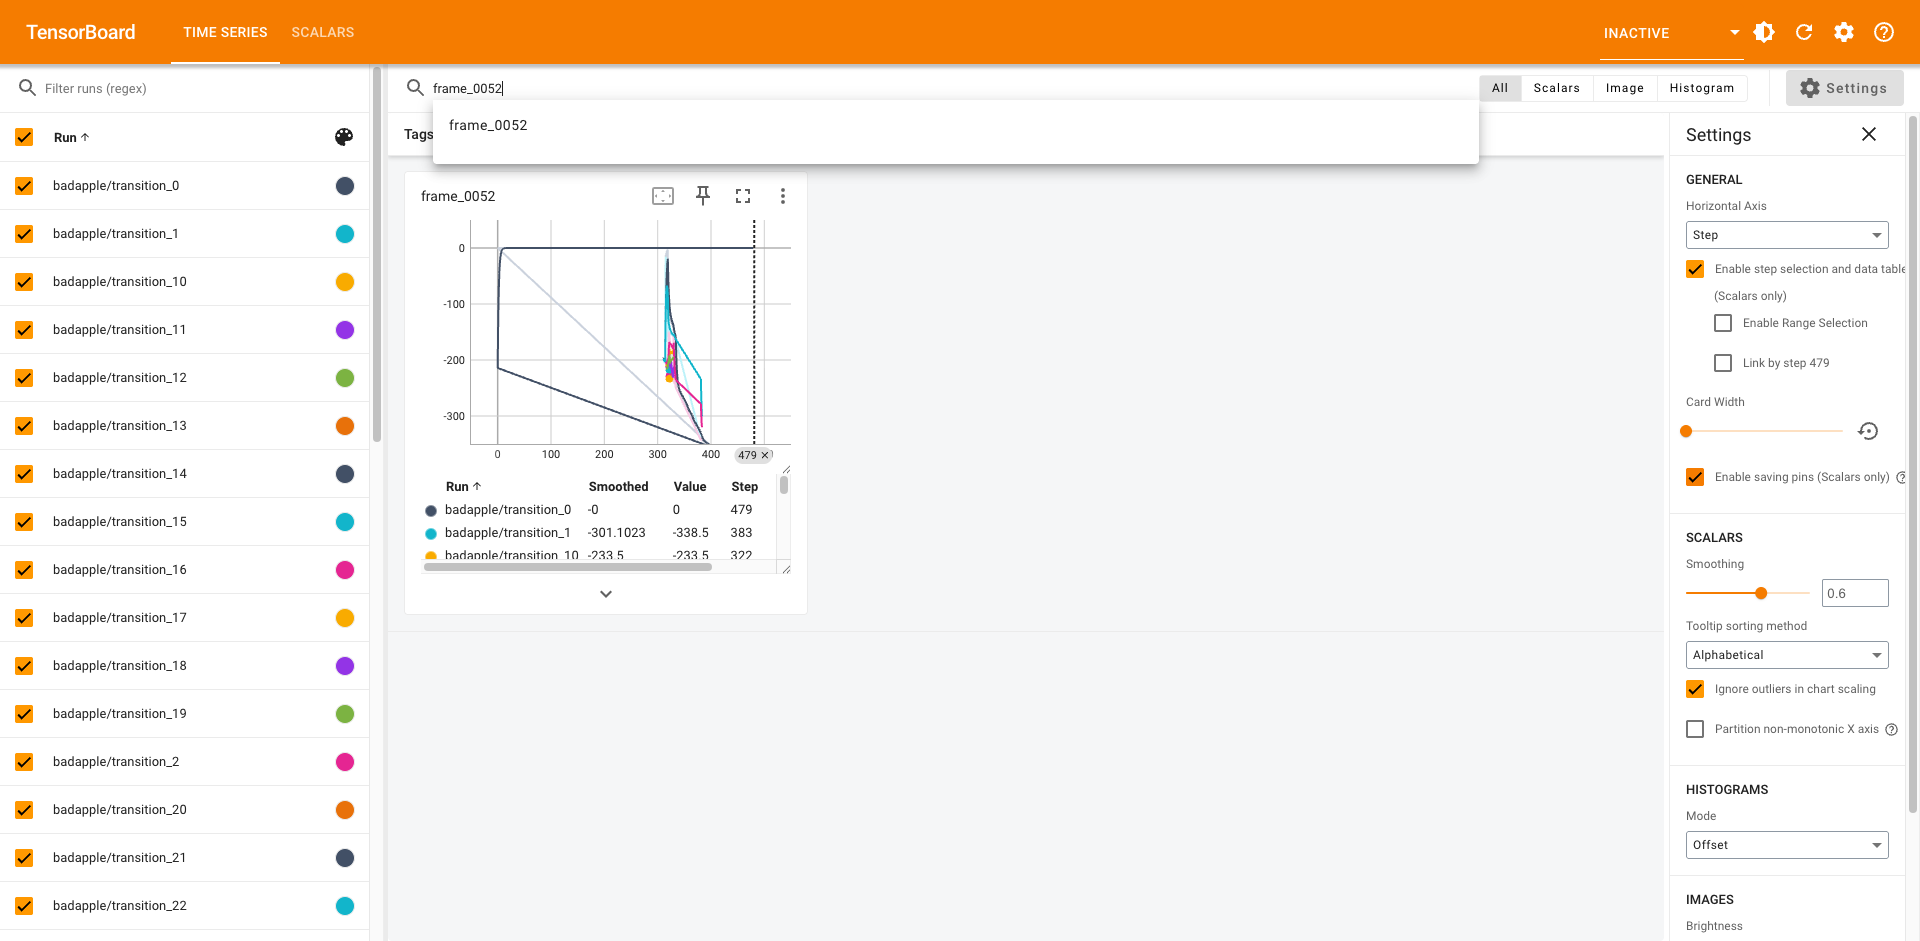 TensorBoard
TIME SERIES
SCALARS
INACTIVE
Filter runs (regex)
Run
badapple/transition_0
badapple/transition_1
badapple/transition_10
badapple/transition_11
badapple/transition_12
badapple/transition_13
badapple/transition_14
badapple/transition_15
badapple/transition_16
badapple/transition_17
badapple/transition_18
badapple/transition_19
badapple/transition_2
badapple/transition_20
badapple/transition_21
badapple/transition_22
frame_0052
All
Scalars
Image
Histogram
Settings
frame_0052
Tags
frame_0052
0
-100
-200
-300
0 100 200 300 400
479
Run Smoothed Value Step
badapple/transition_0 -0 0 479
badapple/transition_1 -301.1023 -338.5 383
badapple/transition_10 -233.5 -233.5 322
Settings
GENERAL
Horizontal Axis
Step
Enable step selection and data table
(Scalars only)
Enable Range Selection
Link by step 479
Card Width
Enable saving pins (Scalars only)
SCALARS
Smoothing
0.6
Tooltip sorting method
Alphabetical
Ignore outliers in chart scaling
Partition non-monotonic X axis
HISTOGRAMS
Mode
Offset
IMAGES
Brightness